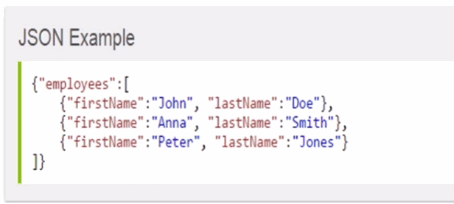 JSON Example
{"employees":[
    {"firstName":"John", "lastName":"Doe"},
    {"firstName":"Anna", "lastName":"Smith"},
    {"firstName":"Peter", "lastName":"Jones"}
]}